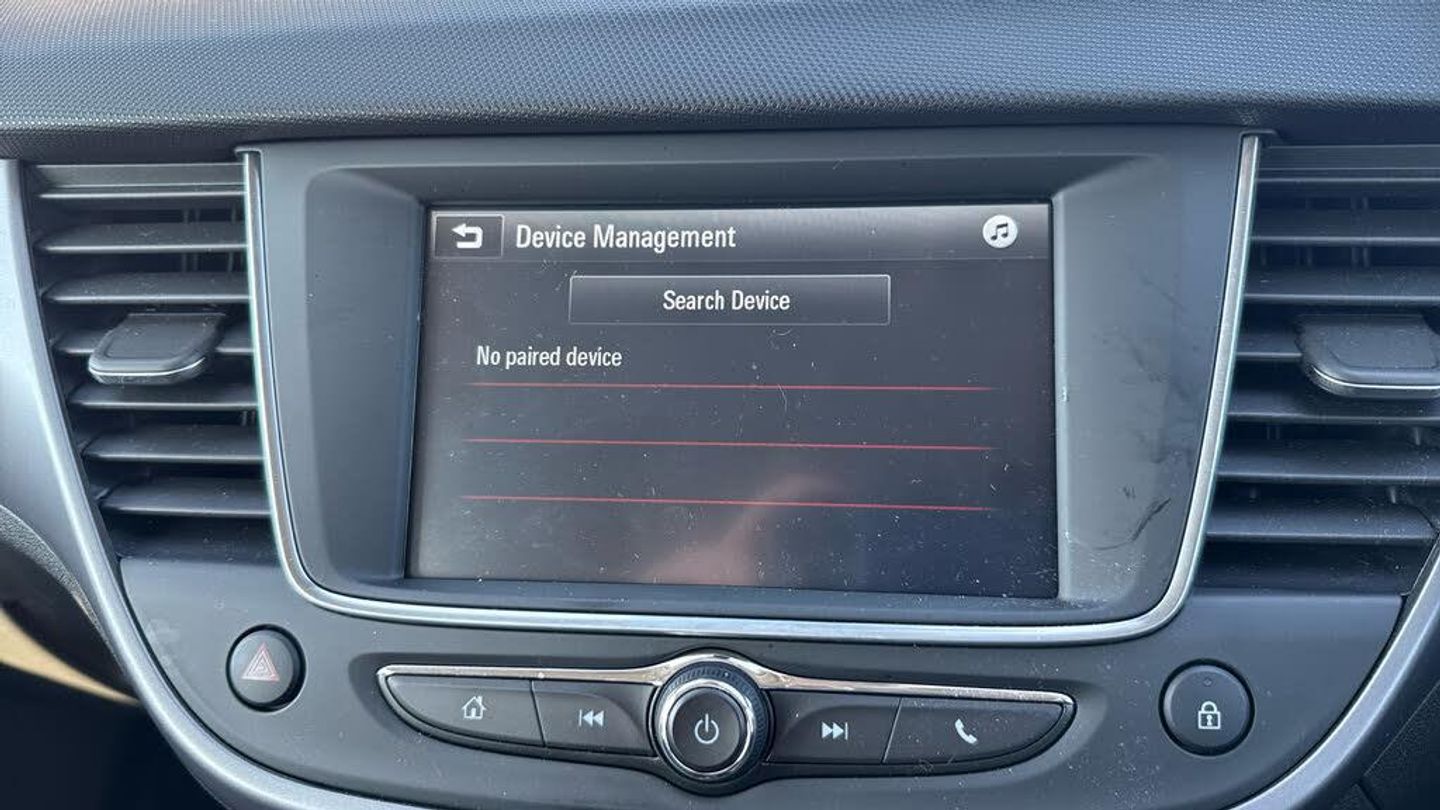 Device Management
Search Device
No paired device